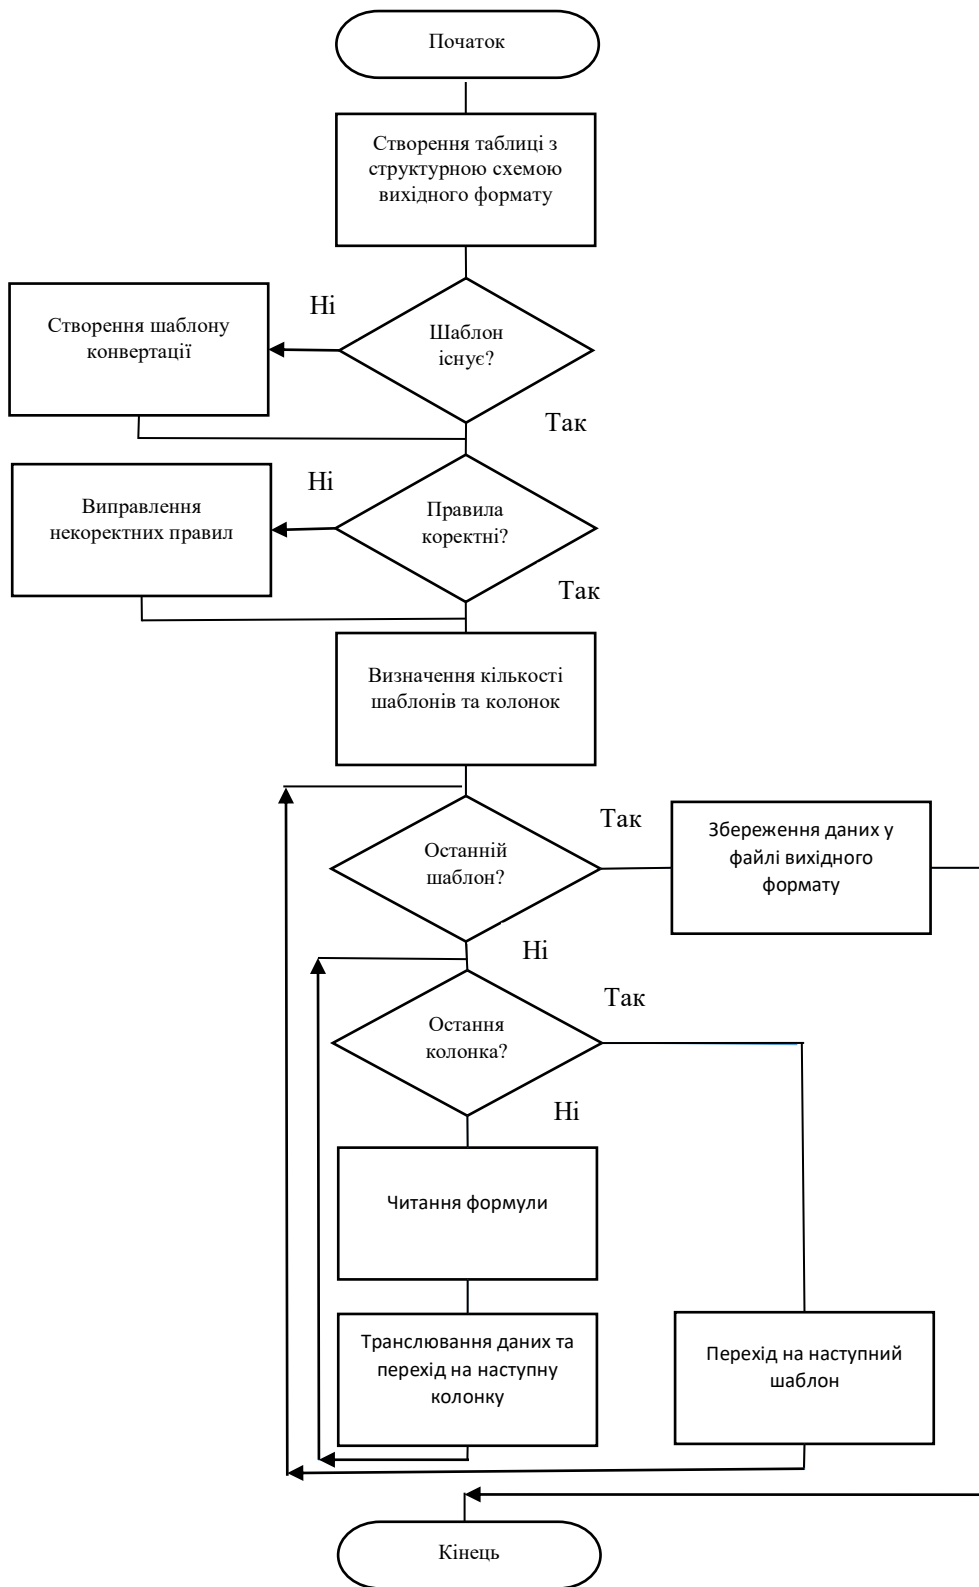 Початок
Створення таблиці з
структурною схемою
вихідного формату
Ні
Створення шаблону
конвертації
Шаблон
існує?
Так
Ні
Виправлення
некоректних правил
Правила
коректні?
Так
Визначення кількості
шаблонів та колонок
Останній
шаблон?
Так
Збереження даних у
файлі вихідного
формату
Ні
Остання
колонка?
Так
Ні
Читання формули
Транслювання даних та
перехід на наступну
колонку
Перехід на наступний
шаблон
Кінець